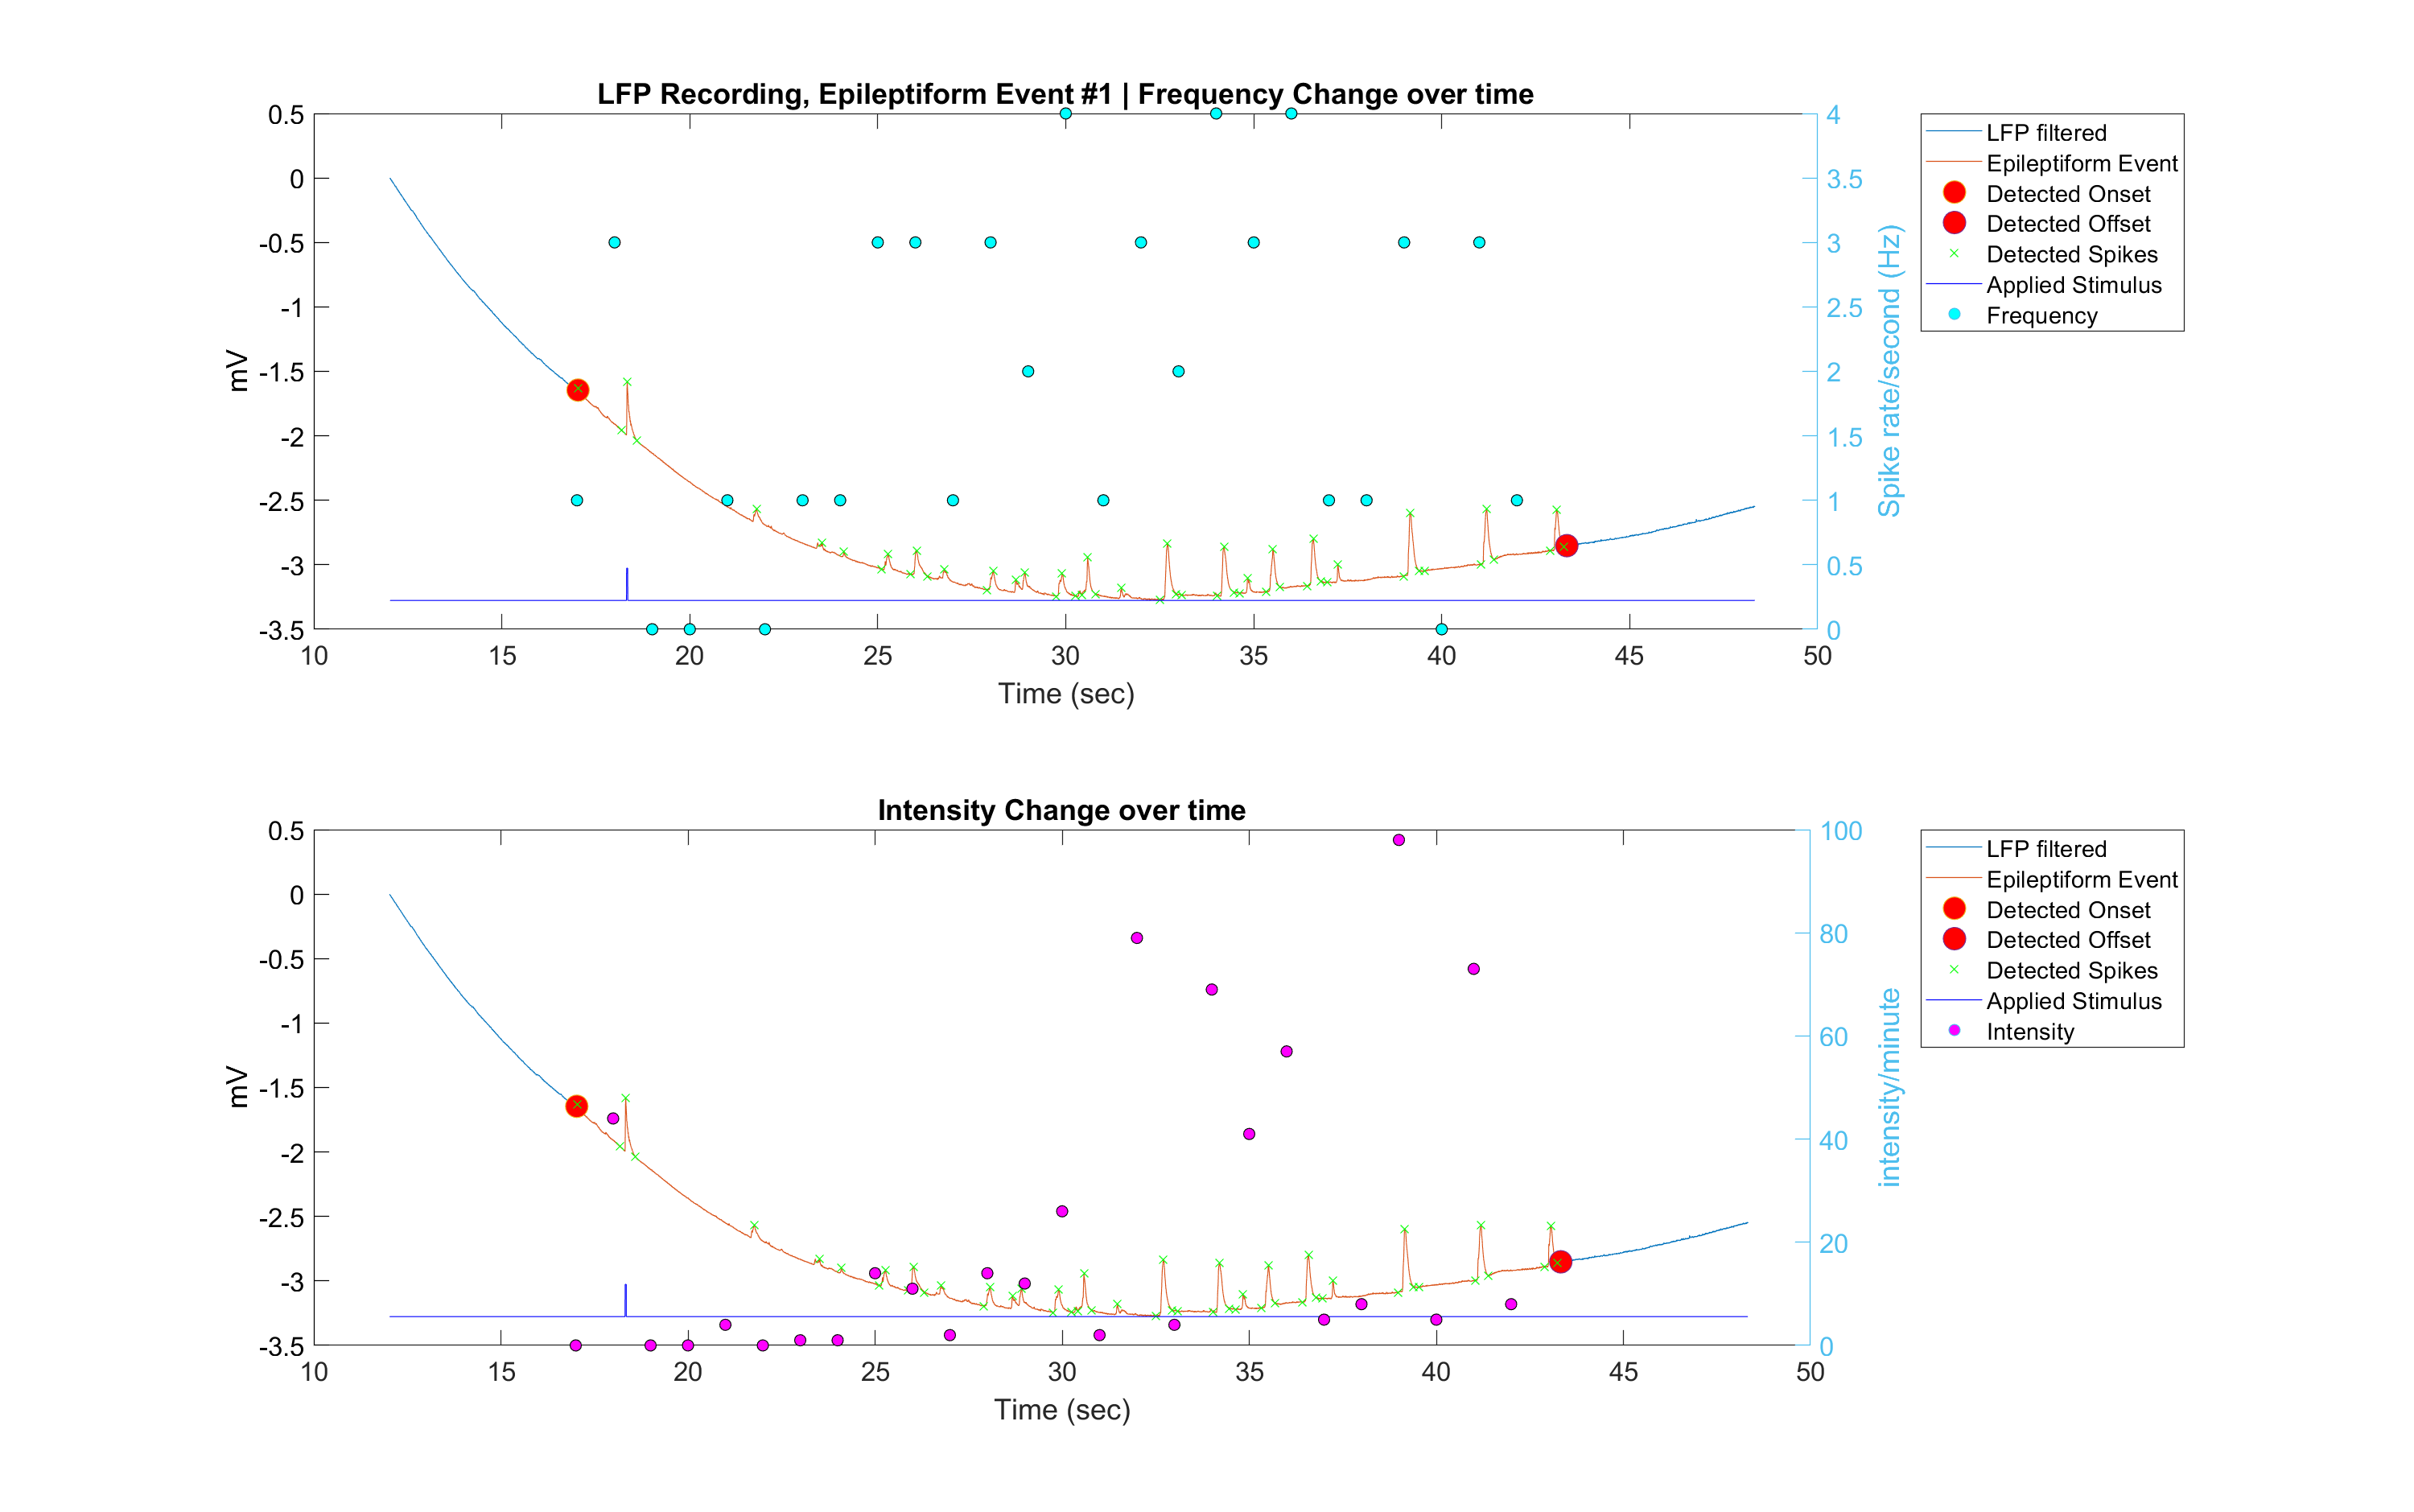 LFP Recording, Epileptiform Event #1 | Frequency Change over time
0.5
0
-0.5
-1
-1.5
-2
-2.5
-3
-3.5
mV
10 15 20 25 30 35 40 45 50
Time (sec)
4
3.5
3
2.5
2
1.5
1
0.5
0
Spike rate/second (Hz)
LFP filtered
Epileptiform Event
Detected Onset
Detected Offset
Detected Spikes
Applied Stimulus
Frequency
Intensity Change over time
0.5
0
-0.5
-1
-1.5
-2
-2.5
-3
-3.5
mV
10 15 20 25 30 35 40 45 50
Time (sec)
100
80
60
40
20
0
intensity/minute
LFP filtered
Epileptiform Event
Detected Onset
Detected Offset
Detected Spikes
Applied Stimulus
Intensity